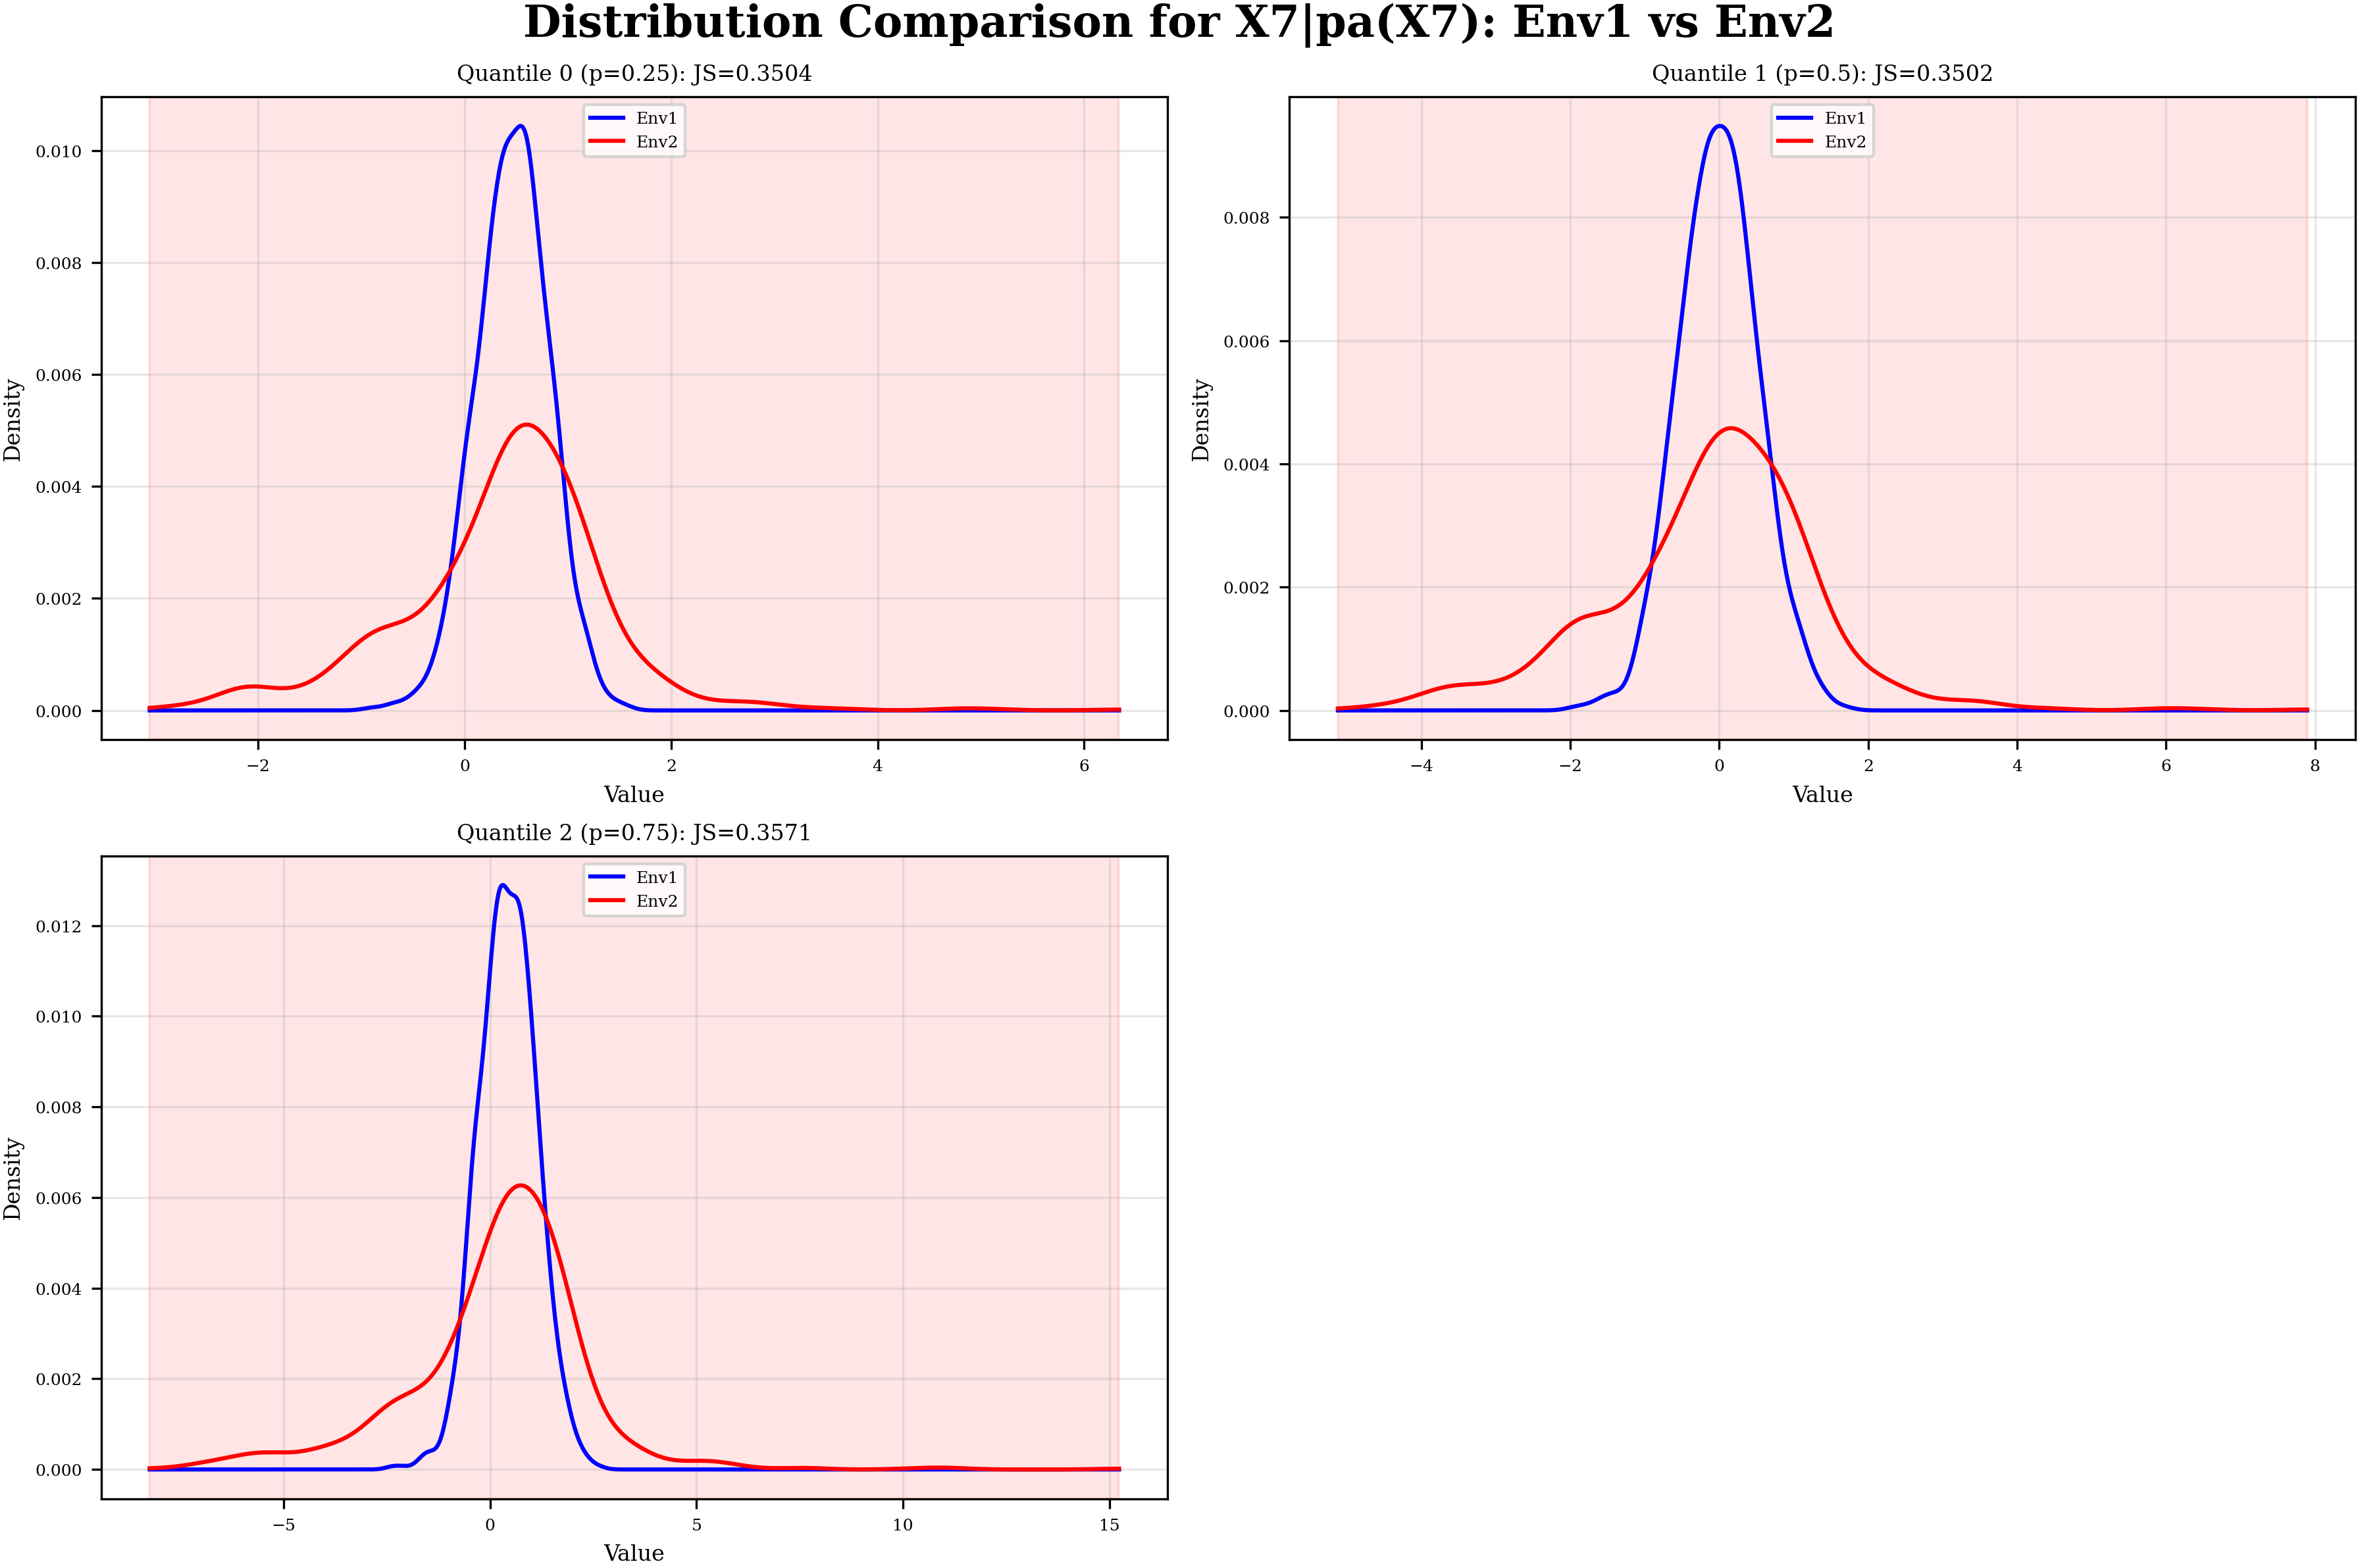 Distribution Comparison for X7|pa(X7): Env1 vs Env2
Quantile 0 (p=0.25): JS=0.3504
Env1
Env2
Density
0.010
0.008
0.006
0.004
0.002
0.000
−2
0
2
4
6
Value
Quantile 1 (p=0.5): JS=0.3502
Env1
Env2
Density
0.008
0.006
0.004
0.002
0.000
−4
−2
0
2
4
6
8
Value
Quantile 2 (p=0.75): JS=0.3571
Env1
Env2
Density
0.012
0.010
0.008
0.006
0.004
0.002
0.000
−5
0
5
10
15
Value